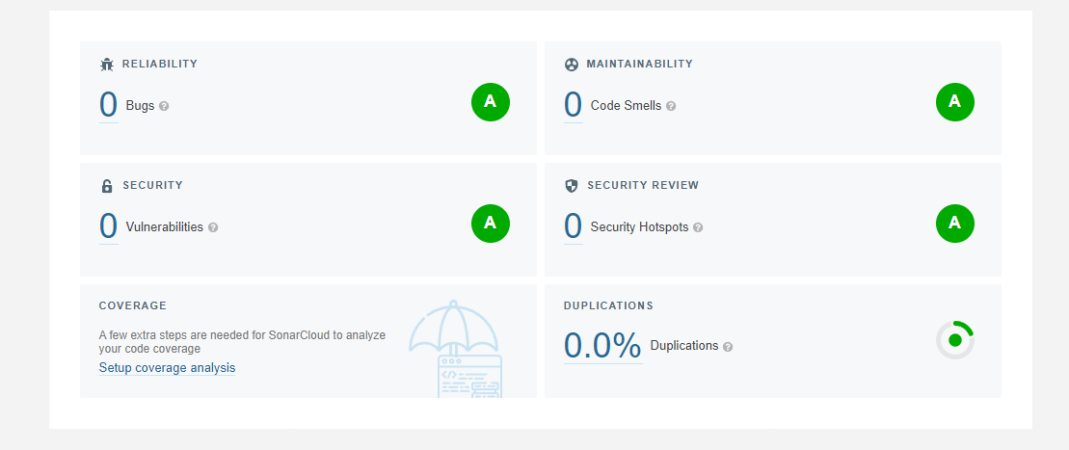 RELIABILITY
0 Bugs ?
A
MAINTAINABILITY
0 Code Smells ?
A
SECURITY
0 Vulnerabilities ?
A
SECURITY REVIEW
0 Security Hotspots ?
A
COVERAGE
A few extra steps are needed for SonarCloud to analyze
your code coverage
Setup coverage analysis
</>
DUPLICATIONS
0.0% Duplications ?